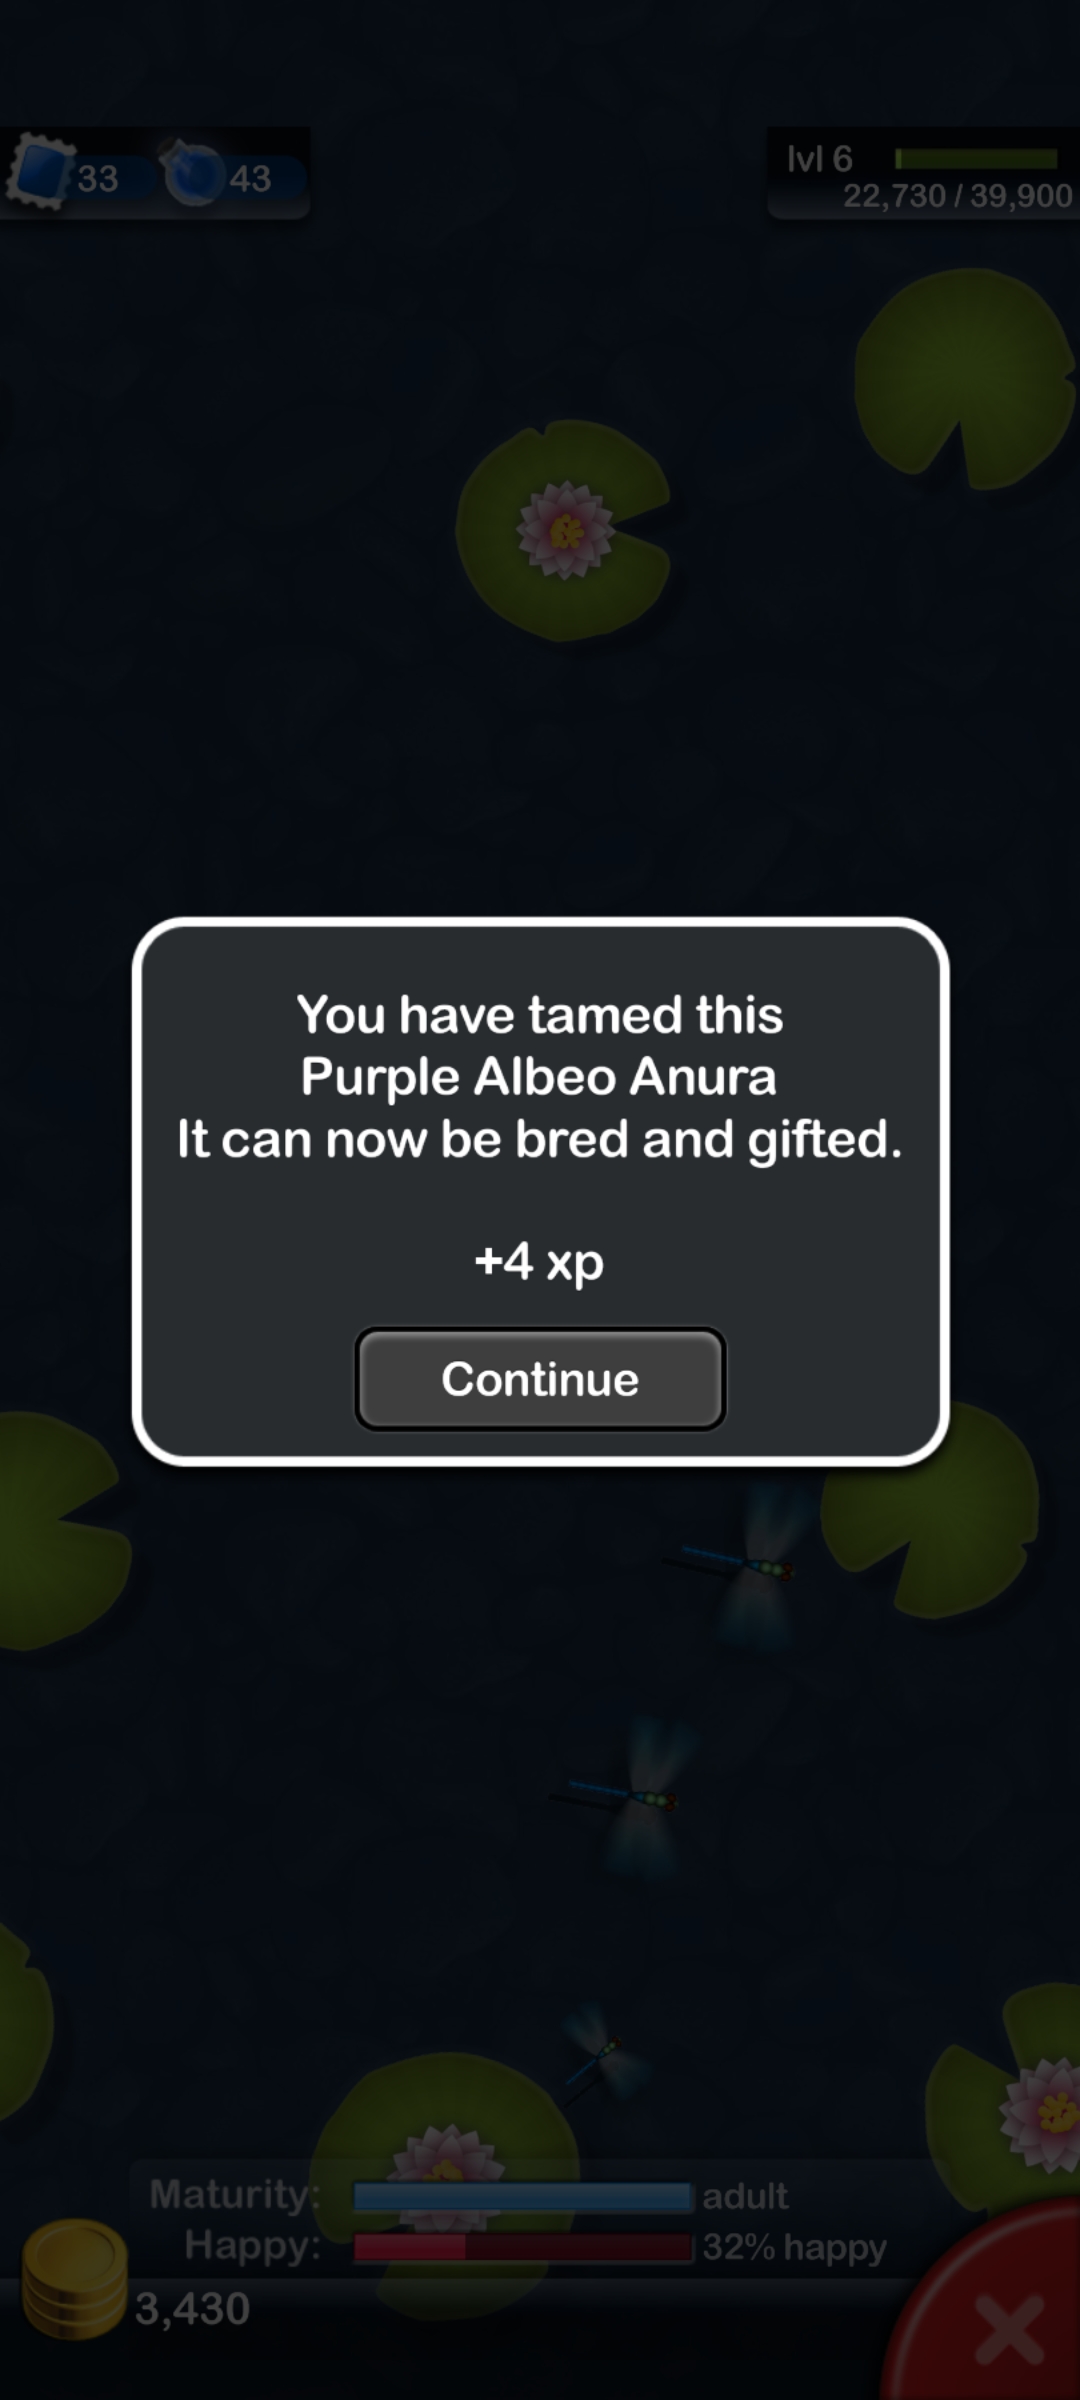 33 43
lvl 6
22,730 / 39,900
You have tamed this
Purple Albeo Anura
It can now be bred and gifted.
+4 xp
Continue
Maturity: adult
Happy: 32% happy
3,430